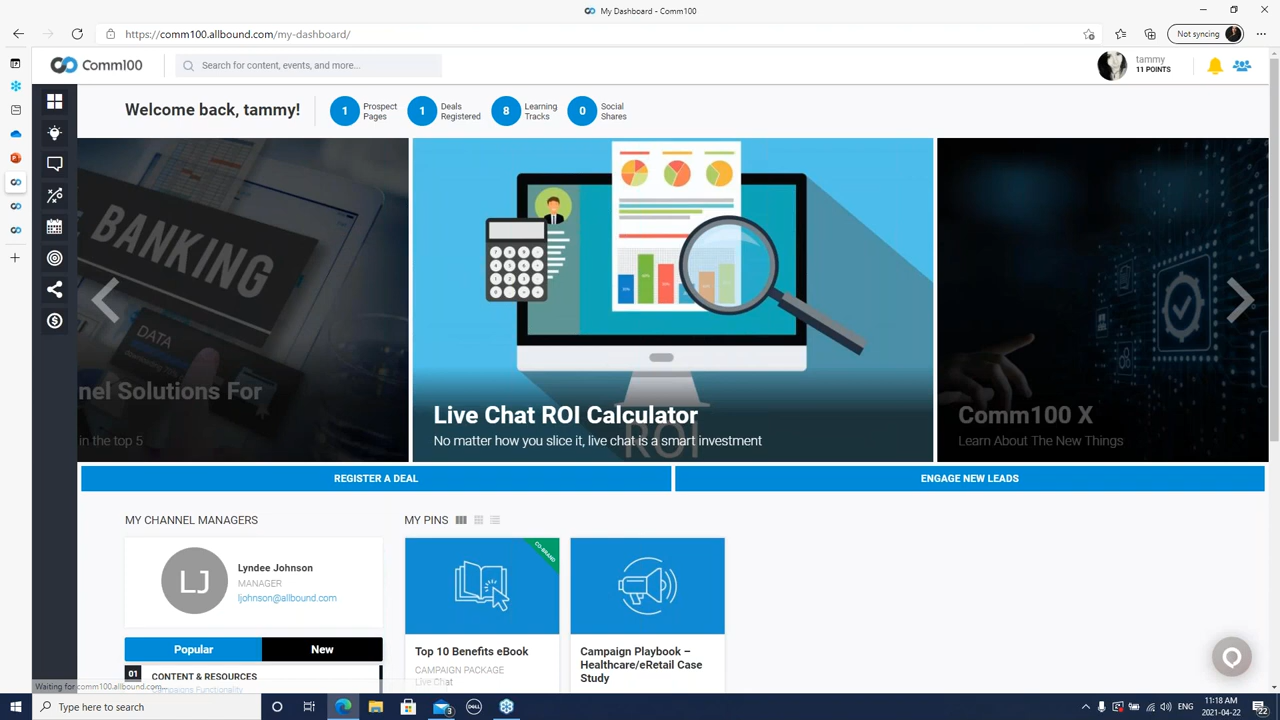 My Dashboard - Comm100
https://comm100.allbound.com/my-dashboard/
Not syncing
Comm100
Search for content, events, and more...
tammy
11 POINTS
Welcome back, tammy!
1 Prospect Pages
1 Deals Registered
8 Learning Tracks
0 Social Shares
BANKING
DATA
nel Solutions For
in the top 5
Live Chat ROI Calculator
No matter how you slice it, live chat is a smart investment
ROI
Comm100 X
Learn About The New Things
REGISTER A DEAL
ENGAGE NEW LEADS
MY CHANNEL MANAGERS
LJ
Lyndee Johnson
MANAGER
ljohnson@allbound.com
Popular
New
01
CONTENT & RESOURCES
Campaigns Functionality
MY PINS
CO-BRAND
Top 10 Benefits eBook
CAMPAIGN PACKAGE
Live Chat
Campaign Playbook –
Healthcare/eRetail Case
Study
Waiting for comm100.allbound.com...
Type here to search
3
DELL
ENG
11:18 AM
2021-04-22
22